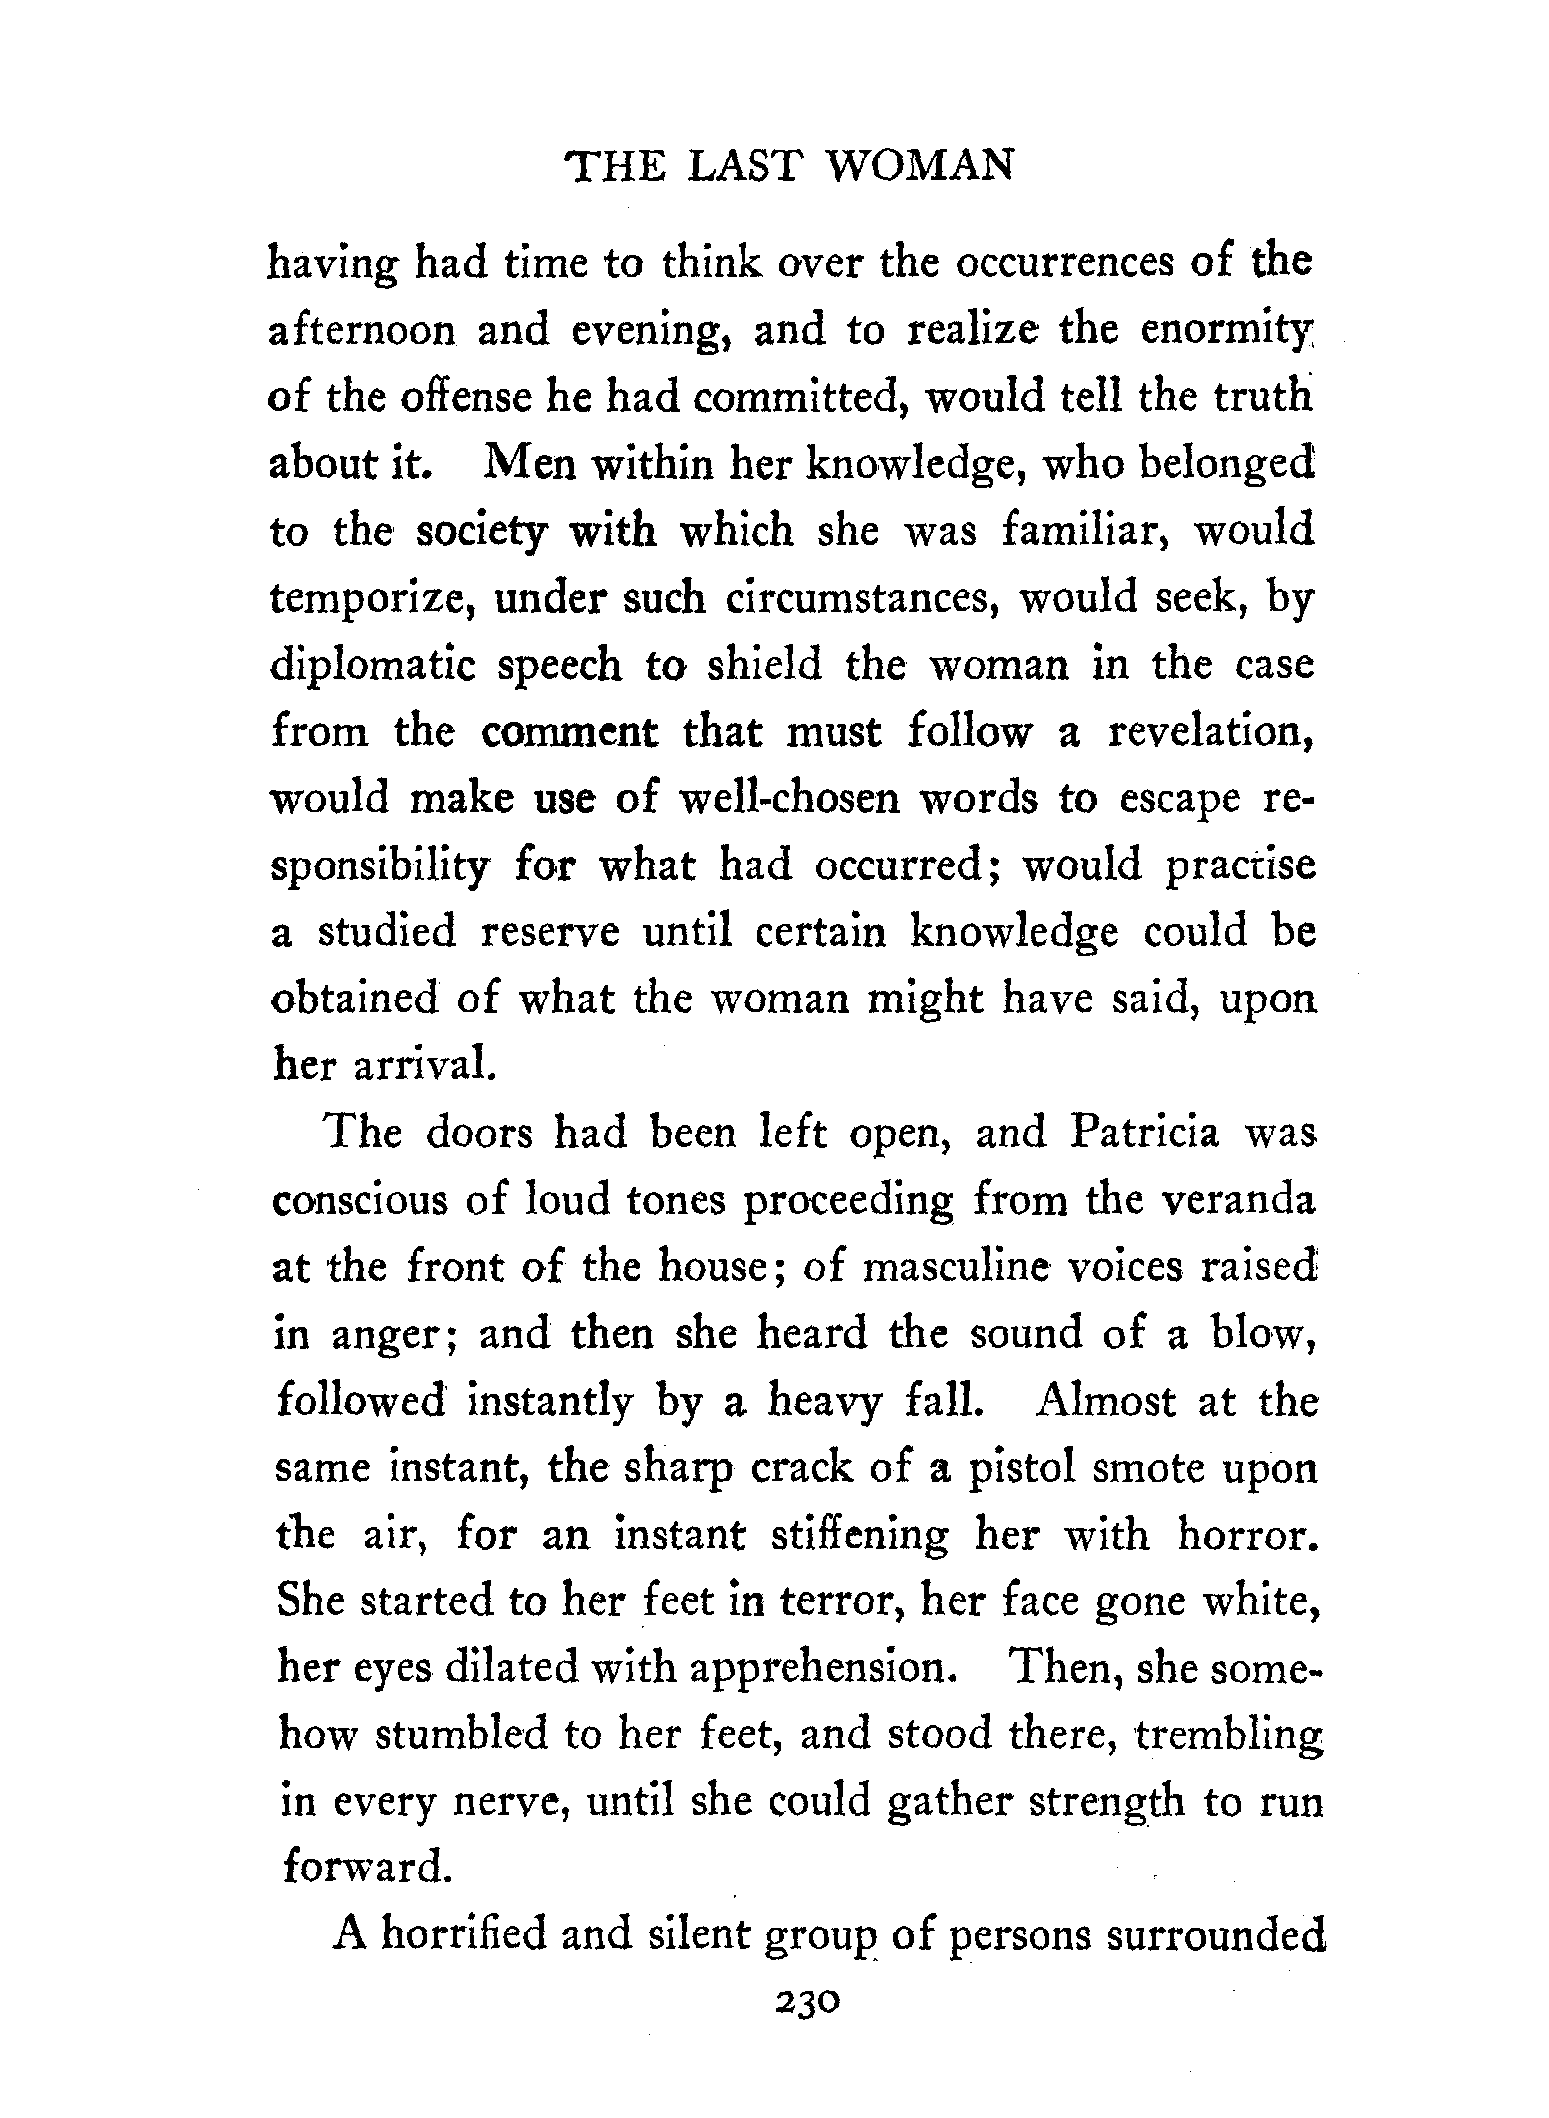 THE LAST WOMAN
having had time to think over the occurrences of the
afternoon and evening, and to realize the enormity
of the offense he had committed, would tell the truth
about it. Men within her knowledge, who belonged
to the society with which she was familiar, would
temporize, under such circumstances, would seek, by
diplomatic speech to shield the woman in the case
from the comment that must follow a revelation,
would make use of well-chosen words to escape re-
sponsibility for what had occurred; would practise
a studied reserve until certain knowledge could be
obtained of what the woman might have said, upon
her arrival.
The doors had been left open, and Patricia was
conscious of loud tones proceeding from the veranda
at the front of the house; of masculine voices raised
in anger; and then she heard the sound of a blow,
followed instantly by a heavy fall. Almost at the
same instant, the sharp crack of a pistol smote upon
the air, for an instant stiffening her with horror.
She started to her feet in terror, her face gone white,
her eyes dilated with apprehension. Then, she some-
how stumbled to her feet, and stood there, trembling
in every nerve, until she could gather strength to run
forward.
A horrified and silent group of persons surrounded
230